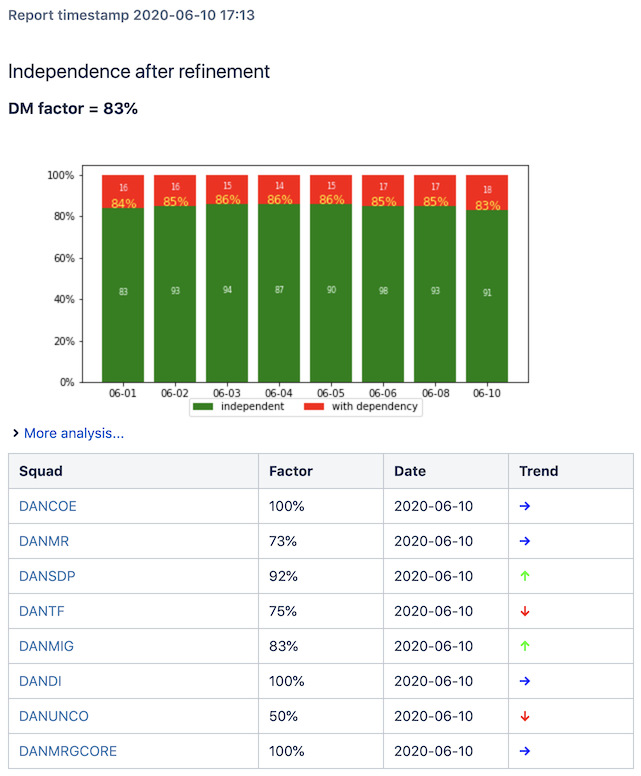 Report timestamp 2020-06-10 17:13
Independence after refinement
DM factor = 83%
100%
80%
60%
40%
20%
0%
16 16 15 14 15 17 17 18
84% 85% 86% 86% 86% 85% 85% 83%
83 93 94 87 90 98 93 91
06-01 06-02 06-03 06-04 06-05 06-06 06-08 06-10
independent with dependency
More analysis...
Squad Factor Date Trend
DANCOE 100% 2020-06-10 →
DANMR 73% 2020-06-10 →
DANSDP 92% 2020-06-10 ↑
DANTF 75% 2020-06-10 ↓
DANMIG 83% 2020-06-10 ↑
DANDI 100% 2020-06-10 →
DANUNCO 50% 2020-06-10 ↓
DANMRGCORE 100% 2020-06-10 →